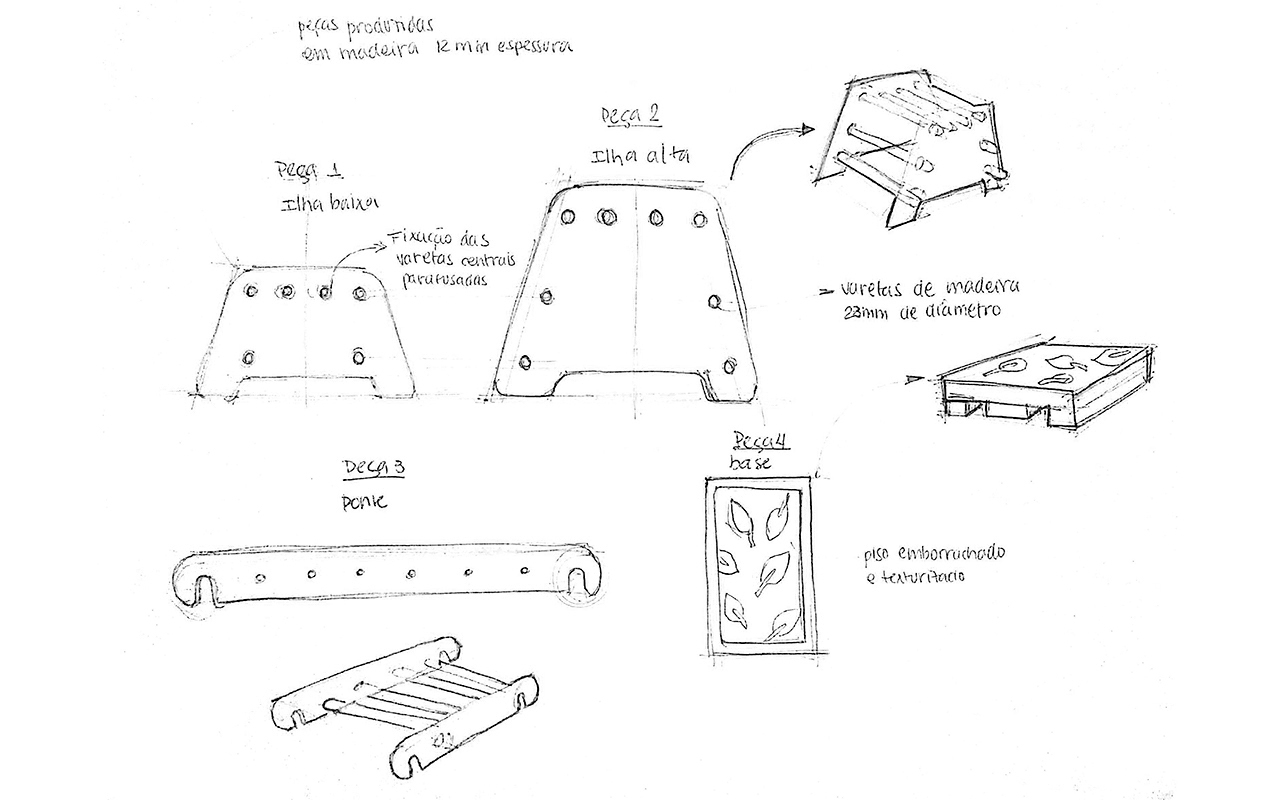 peças produzidas
em madeira 12 mm espessura
Peça 2
Ilha alta
Peça 1
Ilha baixa
Fixação das
varetas centrais
parafusadas
= varetas de madeira
23mm de diâmetro
Peça 3
ponte
Peça 4
base
piso emborrachado
e texturizado